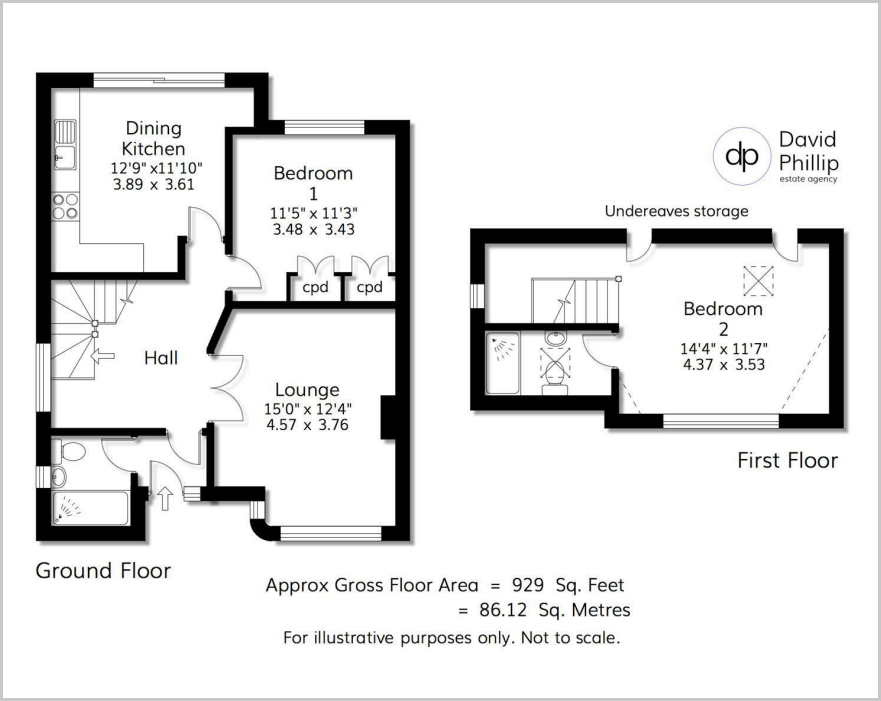 Dining
Kitchen
12'9" x11'10"
3.89 x 3.61
Bedroom
1
11'5" x 11'3"
3.48 x 3.43
cpd
cpd
Hall
Lounge
15'0" x 12'4"
4.57 x 3.76
Ground Floor
dp
David
Phillip
estate agency
Undereaves storage
Bedroom
2
14'4" x 11'7"
4.37 x 3.53
First Floor
Approx Gross Floor Area = 929 Sq. Feet
= 86.12 Sq. Metres
For illustrative purposes only. Not to scale.